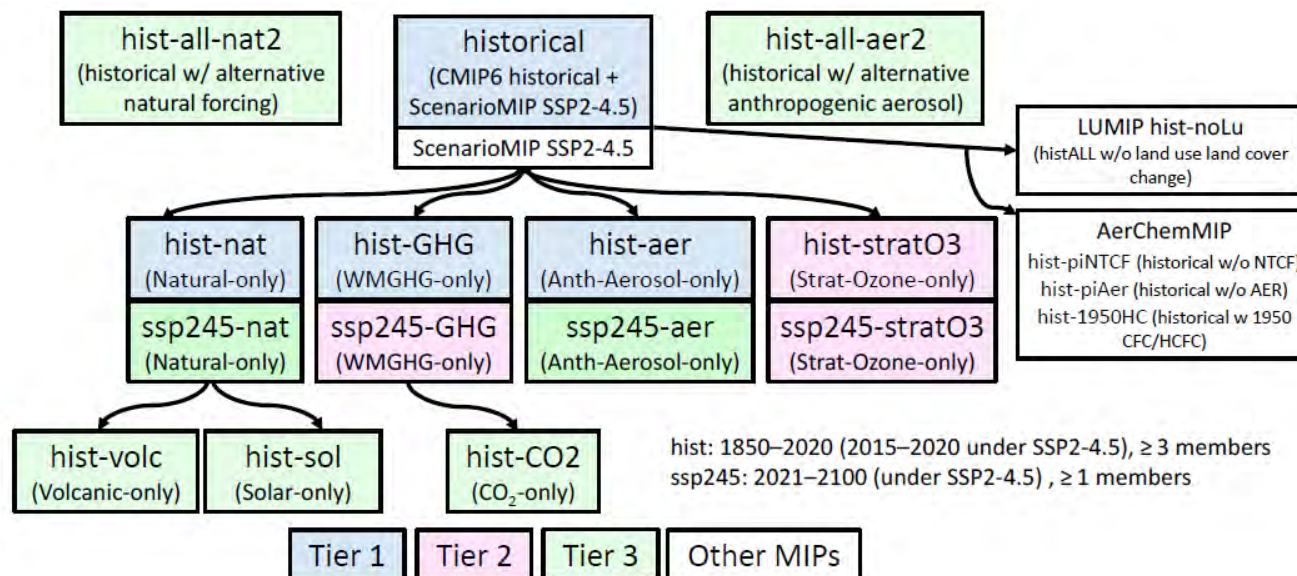 hist-all-nat2
(historical w/ alternative
natural forcing)
historical
(CMIP6 historical +
ScenarioMIP SSP2-4.5)
ScenarioMIP SSP2-4.5
hist-all-aer2
(historical w/ alternative
anthropogenic aerosol)
LUMIP hist-noLu
(histALL w/o land use land cover
change)
AerChemMIP
hist-piNTCF (historical w/o NTCF)
hist-piAer (historical w/o AER)
hist-1950HC (historical w 1950
CFC/HCFC)
hist-nat
(Natural-only)
ssp245-nat
(Natural-only)
hist-GHG
(WMGHG-only)
ssp245-GHG
(WMGHG-only)
hist-aer
(Anth-Aerosol-only)
ssp245-aer
(Anth-Aerosol-only)
hist-stratO3
(Strat-Ozone-only)
ssp245-stratO3
(Strat-Ozone-only)
hist-volc
(Volcanic-only)
hist-sol
(Solar-only)
hist-CO2
(CO₂-only)
hist: 1850–2020 (2015–2020 under SSP2-4.5), ≥ 3 members
ssp245: 2021–2100 (under SSP2-4.5) , ≥ 1 members
Tier 1
Tier 2
Tier 3
Other MIPs